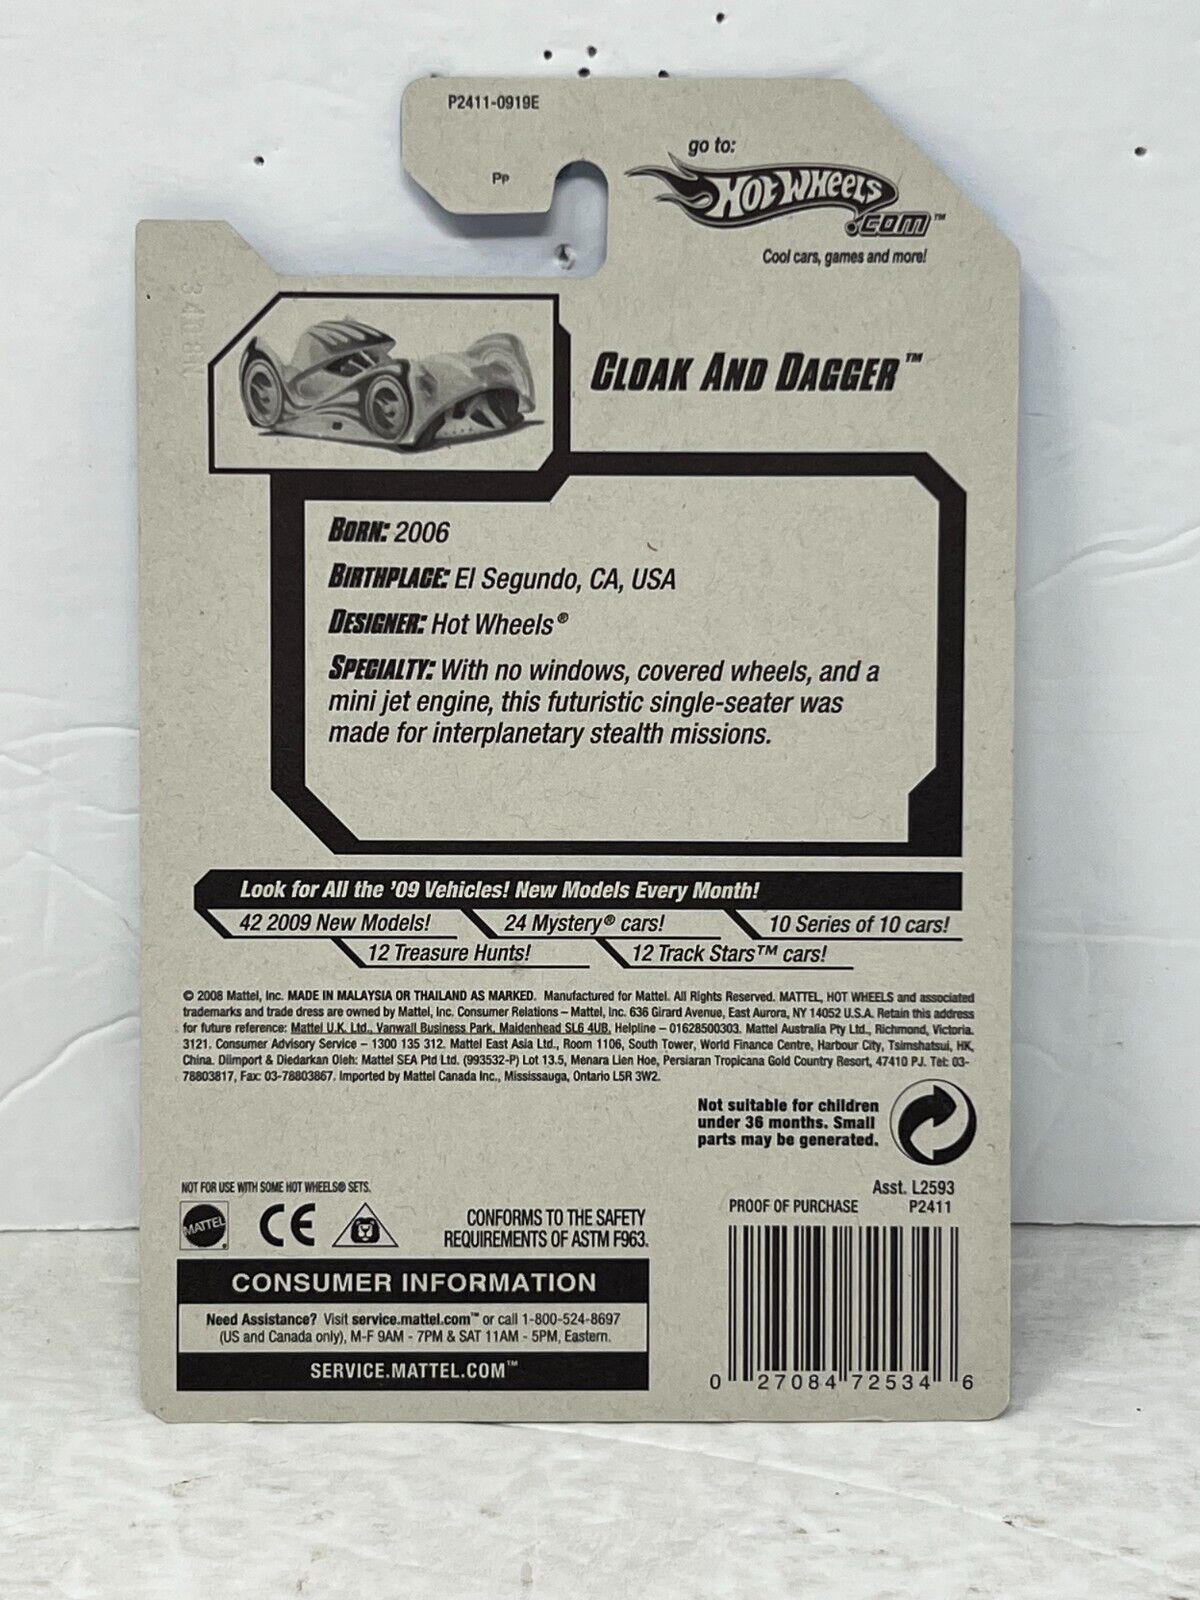 P2411-0919E
Pp
go to:
HOT WHEELS
.COM™
Cool cars, games and more!
CLOAK AND DAGGER™
BORN: 2006
BIRTHPLACE: El Segundo, CA, USA
DESIGNER: Hot Wheels®
SPECIALTY: With no windows, covered wheels, and a
mini jet engine, this futuristic single-seater was
made for interplanetary stealth missions.
Look for All the '09 Vehicles! New Models Every Month!
42 2009 New Models! 24 Mystery® cars! 10 Series of 10 cars!
12 Treasure Hunts! 12 Track Stars™ cars!
© 2008 Mattel, Inc. MADE IN MALAYSIA OR THAILAND AS MARKED. Manufactured for Mattel. All Rights Reserved. MATTEL, HOT WHEELS and associated
trademarks and trade dress are owned by Mattel, Inc. Consumer Relations – Mattel, Inc. 636 Girard Avenue, East Aurora, NY 14052 U.S.A. Retain this address
for future reference: Mattel U.K. Ltd., Vanwall Business Park, Maidenhead SL6 4UB, Helpline – 01628500303. Mattel Australia Pty Ltd., Richmond, Victoria.
3121. Consumer Advisory Service – 1300 135 312. Mattel East Asia Ltd., Room 1106, South Tower, World Finance Centre, Harbour City, Tsimshatsui, HK,
China. Diimport & Diedarkan Oleh: Mattel SEA Ptd Ltd. (993532-P) Lot 13.5, Menara Lien Hoe, Persiaran Tropicana Gold Country Resort, 47410 PJ. Tel: 03-
78803817, Fax: 03-78803867. Imported by Mattel Canada Inc., Mississauga, Ontario L5R 3W2.
Not suitable for children
under 36 months. Small
parts may be generated.
NOT FOR USE WITH SOME HOT WHEELS® SETS.
MATTEL
®
CE
CONFORMS TO THE SAFETY
REQUIREMENTS OF ASTM F963.
Asst. L2593
PROOF OF PURCHASE P2411
CONSUMER INFORMATION
Need Assistance? Visit service.mattel.com™ or call 1-800-524-8697
(US and Canada only), M-F 9AM - 7PM & SAT 11AM - 5PM, Eastern.
SERVICE.MATTEL.COM™
0 27084 72534 6